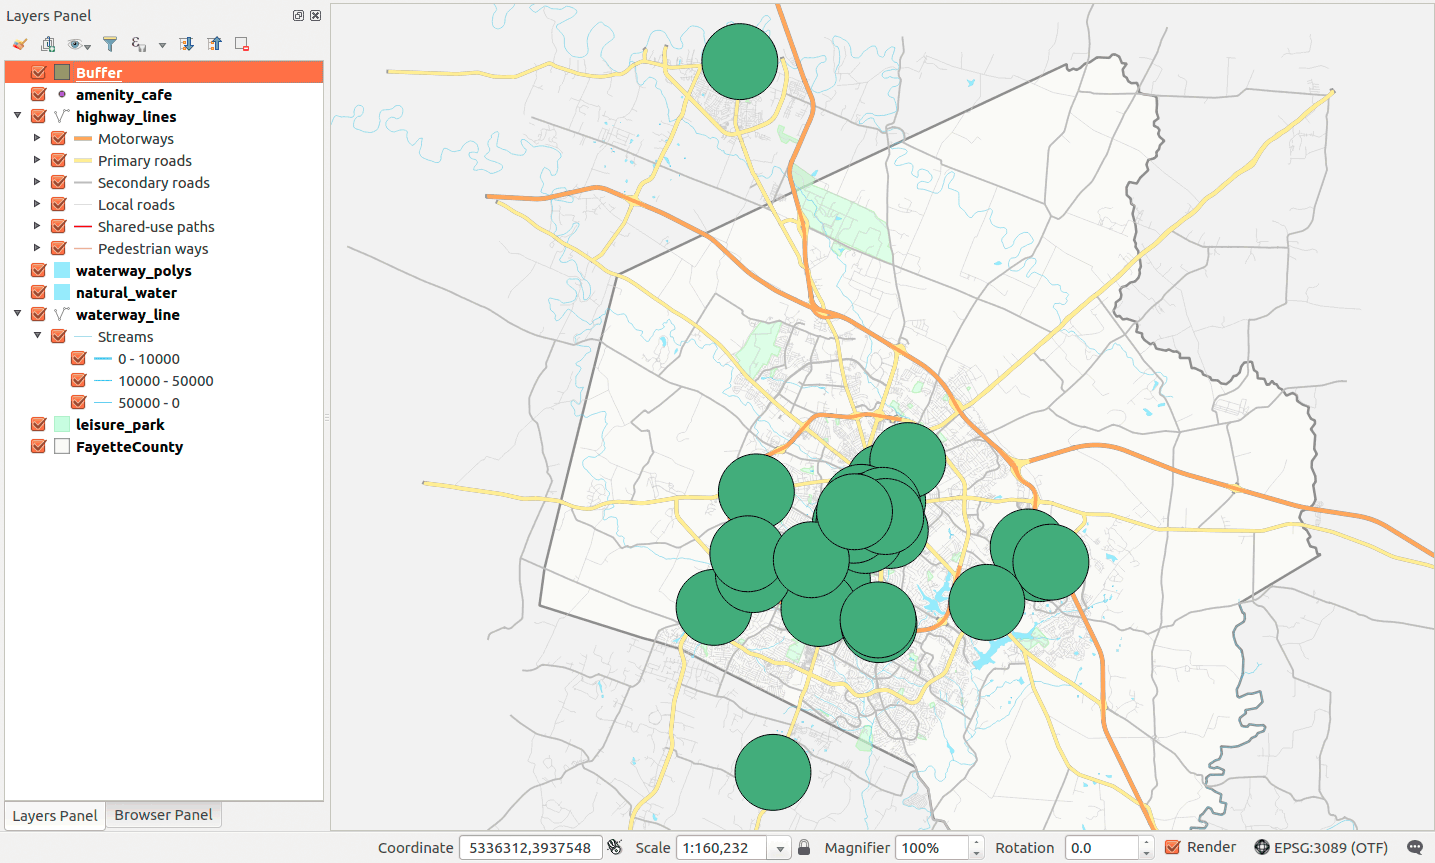 Layers Panel
Buffer
amenity_cafe
highway_lines
Motorways
Primary roads
Secondary roads
Local roads
Shared-use paths
Pedestrian ways
waterway_polys
natural_water
waterway_line
Streams
0 - 10000
10000 - 50000
50000 - 0
leisure_park
FayetteCounty
Layers Panel Browser Panel
Coordinate 5336312,3937548 Scale 1:160,232 Magnifier 100% Rotation 0.0 Render EPSG:3089 (OTF)